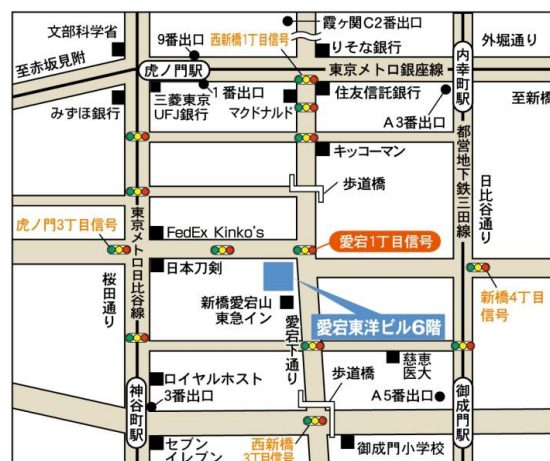 霞ヶ関C2番出口
文部科学省
9番出口
西新橋1丁目信号
りそな銀行
外堀通り
至赤坂見附
虎ノ門駅
東京メトロ銀座線
内幸町駅
みずほ銀行
三菱東京
UFJ銀行
1番出口
マクドナルド
住友信託銀行
A3番出口
至新橋
キッコーマン
都営地下鉄三田線
歩道橋
日比谷通り
虎ノ門3丁目信号
東京メトロ日比谷線
FedEx Kinko's
愛宕1丁目信号
日本刀剣
桜田通り
新橋愛宕山
東急イン
愛宕下通り
愛宕東洋ビル6階
新橋4丁目
信号
慈恵
医大
神谷町駅
ロイヤルホスト
3番出口
歩道橋
A5番出口
御成門駅
セブン
イレブン
西新橋
3丁目信号
御成門小学校